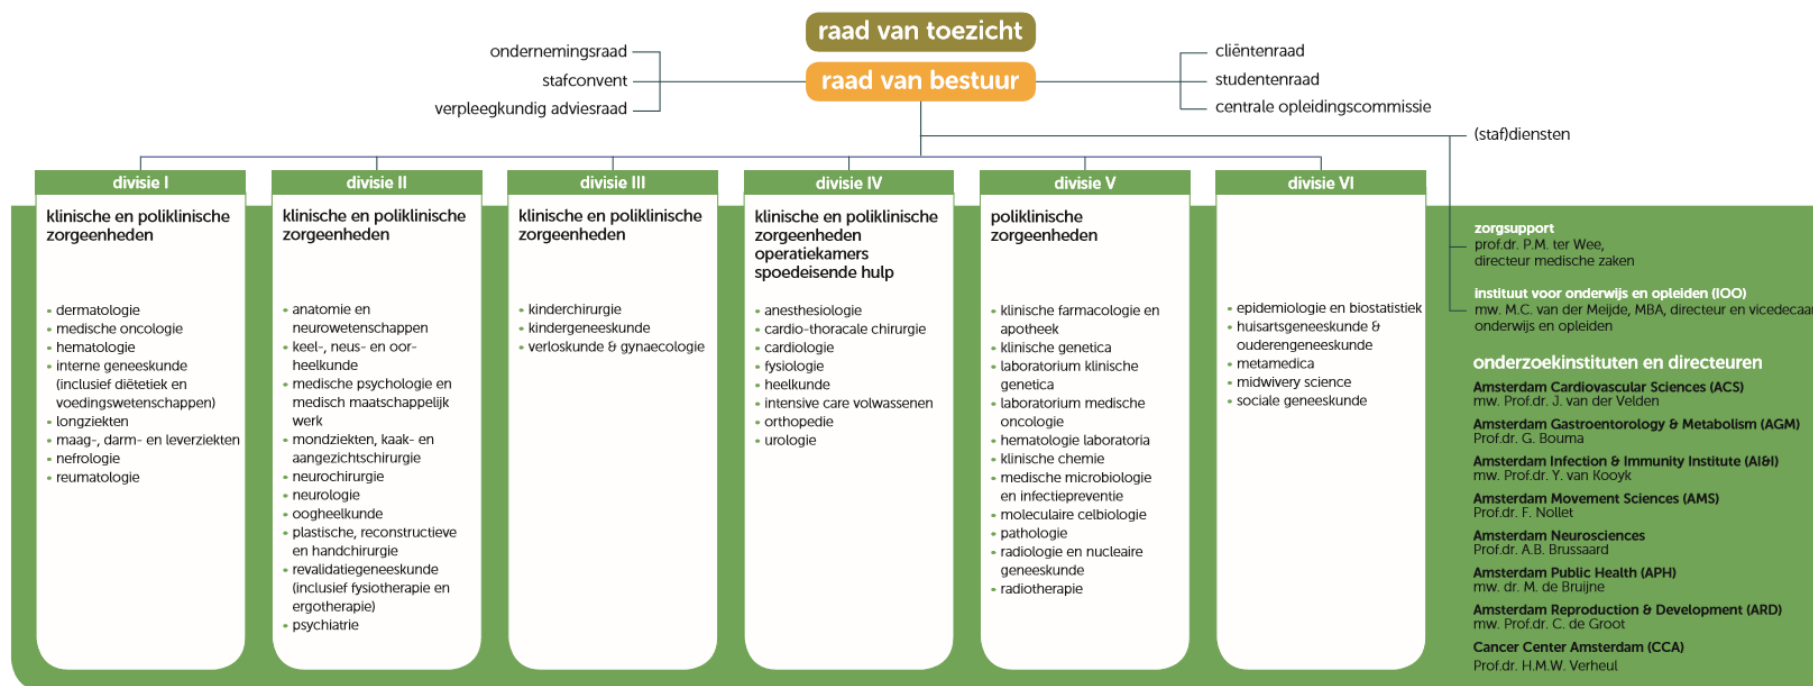 raad van toezicht
raad van bestuur
ondernemingsraad
stafconvent
verpleegkundig adviesraad
cliëntenraad
studentenraad
centrale opleidingscommissie
(staf)diensten
divisie I
klinische en poliklinische
zorgeenheden
• dermatologie
• medische oncologie
• hematologie
• interne geneeskunde
(inclusief diëtetiek en
voedingswetenschappen)
• longziekten
• maag-, darm- en leverziekten
• nefrologie
• reumatologie
divisie II
klinische en poliklinische
zorgeenheden
• anatomie en
neurowetenschappen
• keel-, neus- en oor-
heelkunde
• medische psychologie en
medisch maatschappelijk
werk
• mondziekten, kaak- en
aangezichtschirurgie
• neurochirurgie
• neurologie
• oogheelkunde
• plastische, reconstructieve
en handchirurgie
• revalidatiegeneeskunde
(inclusief fysiotherapie en
ergotherapie)
• psychiatrie
divisie III
klinische en poliklinische
zorgeenheden
• kinderchirurgie
• kindergeneeskunde
• verloskunde & gynaecologie
divisie IV
klinische en poliklinische
zorgeenheden
operatiekamers
spoedeisende hulp
• anesthesiologie
• cardio-thoracale chirurgie
• cardiologie
• fysiologie
• heelkunde
• intensive care volwassenen
• orthopedie
• urologie
divisie V
poliklinische
zorgeenheden
• klinische farmacologie en
apotheek
• klinische genetica
• laboratorium klinische
genetica
• laboratorium medische
oncologie
• hematologie laboratoria
• klinische chemie
• medische microbiologie
en infectiepreventie
• moleculaire celbiologie
• pathologie
• radiologie en nucleaire
geneeskunde
• radiotherapie
divisie VI
• epidemiologie en biostatistiek
• huisartsgeneeskunde &
ouderengeneeskunde
• metamedica
• midwivery science
• sociale geneeskunde
zorgsupport
prof.dr. P.M. ter Wee,
directeur medische zaken
instituut voor onderwijs en opleiden (IOO)
mw. M.C. van der Meijde, MBA, directeur en vicedecaan
onderwijs en opleiden
onderzoekinstituten en directeuren
Amsterdam Cardiovascular Sciences (ACS)
mw. Prof.dr. J. van der Velden
Amsterdam Gastroentorology & Metabolism (AGM)
Prof.dr. G. Bouma
Amsterdam Infection & Immunity Institute (AI&I)
mw. Prof.dr. Y. van Kooyk
Amsterdam Movement Sciences (AMS)
Prof.dr. F. Nollet
Amsterdam Neurosciences
Prof.dr. A.B. Brussaard
Amsterdam Public Health (APH)
mw. dr. M. de Bruijne
Amsterdam Reproduction & Development (ARD)
mw. Prof.dr. C. de Groot
Cancer Center Amsterdam (CCA)
Prof.dr. H.M.W. Verheul